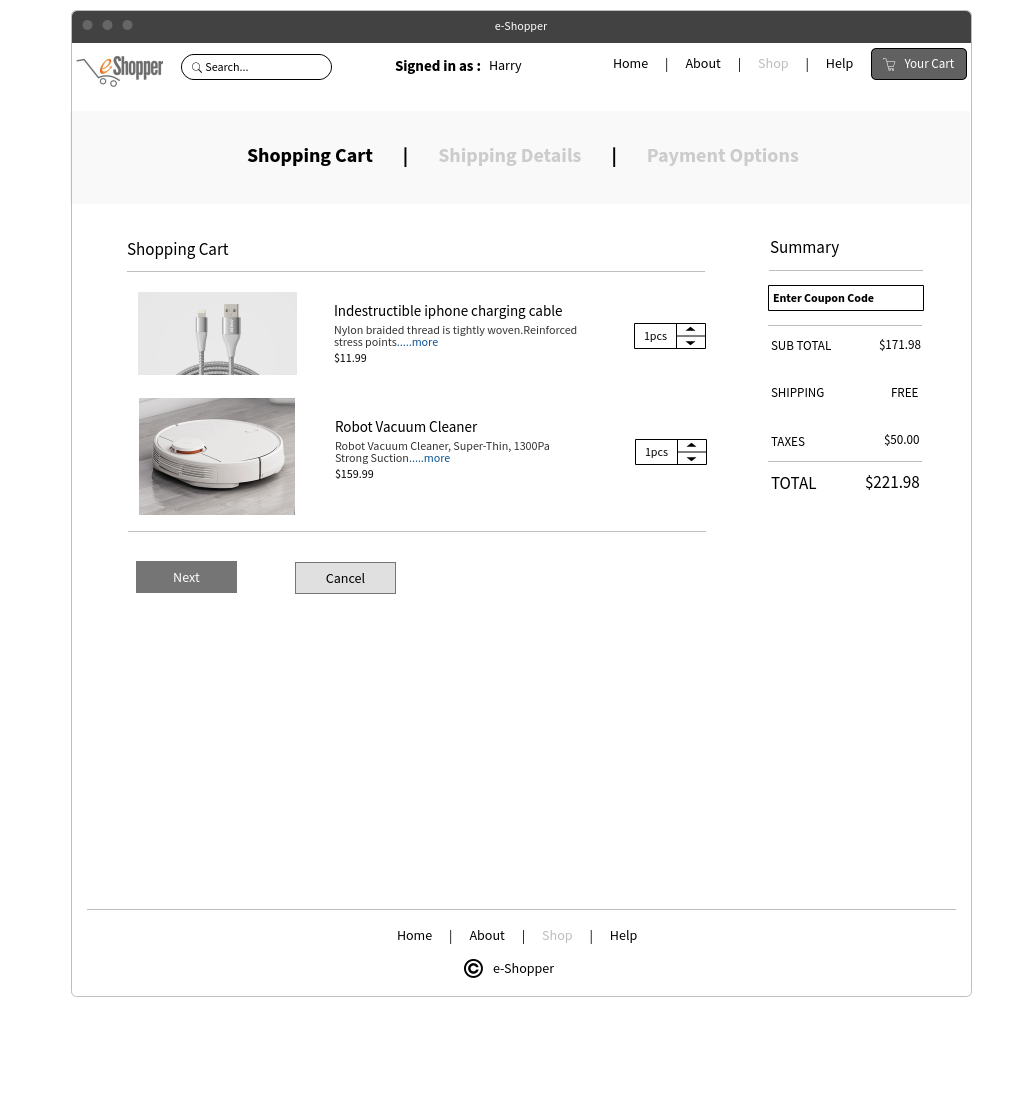 e-Shopper
eShopper
Search...
Signed in as : Harry
Home | About | Shop | Help
Your Cart
Shopping Cart | Shipping Details | Payment Options
Shopping Cart
Indestructible iphone charging cable
Nylon braided thread is tightly woven.Reinforced
stress points.....more
$11.99
1pcs
Robot Vacuum Cleaner
Robot Vacuum Cleaner, Super-Thin, 1300Pa
Strong Suction.....more
$159.99
1pcs
Next
Cancel
Summary
Enter Coupon Code
SUB TOTAL $171.98
SHIPPING FREE
TAXES $50.00
TOTAL $221.98
Home | About | Shop | Help
© e-Shopper